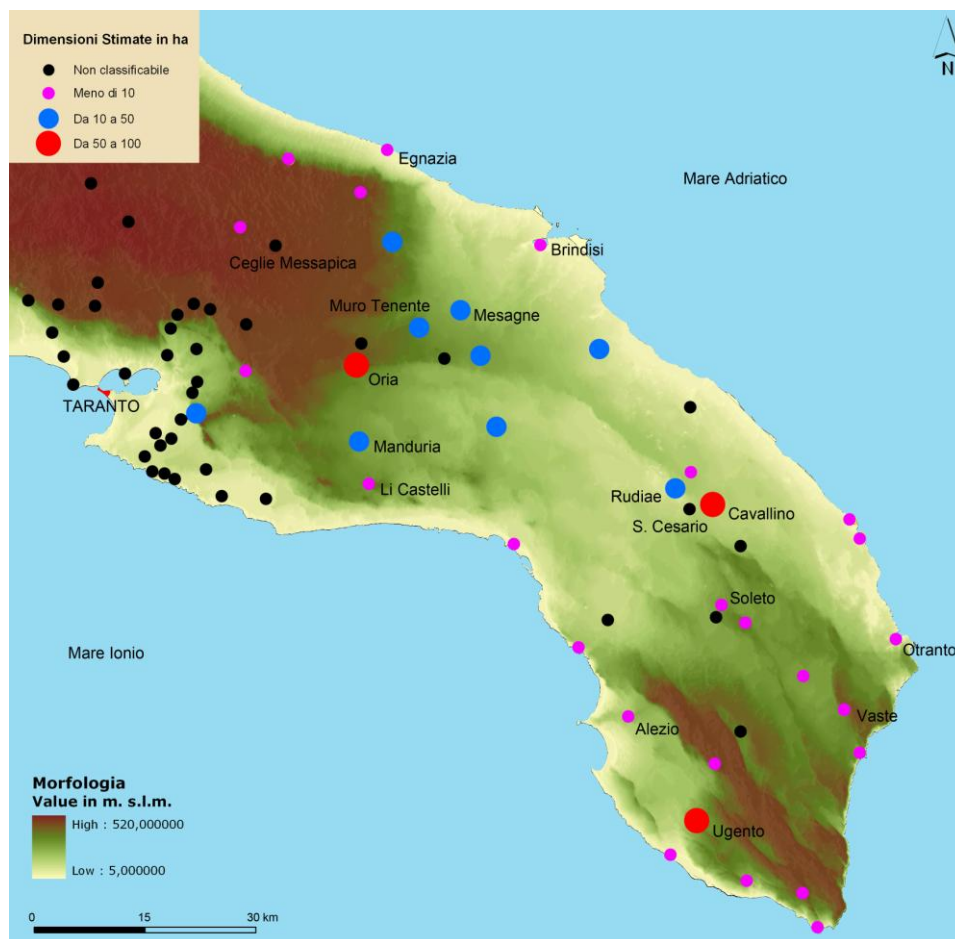 Dimensioni Stimate in ha
Non classificabile
Meno di 10
Da 10 a 50
Da 50 a 100
N
Egnazia
Mare Adriatico
Brindisi
Ceglie Messapica
Muro Tenente
Mesagne
Oria
TARANTO
Manduria
Li Castelli
Rudiae
Cavallino
S. Cesario
Soleto
Otranto
Mare Ionio
Vaste
Alezio
Ugento
Morfologia
Value in m. s.l.m.
High : 520,000000
Low : 5,000000
0 15 30 km